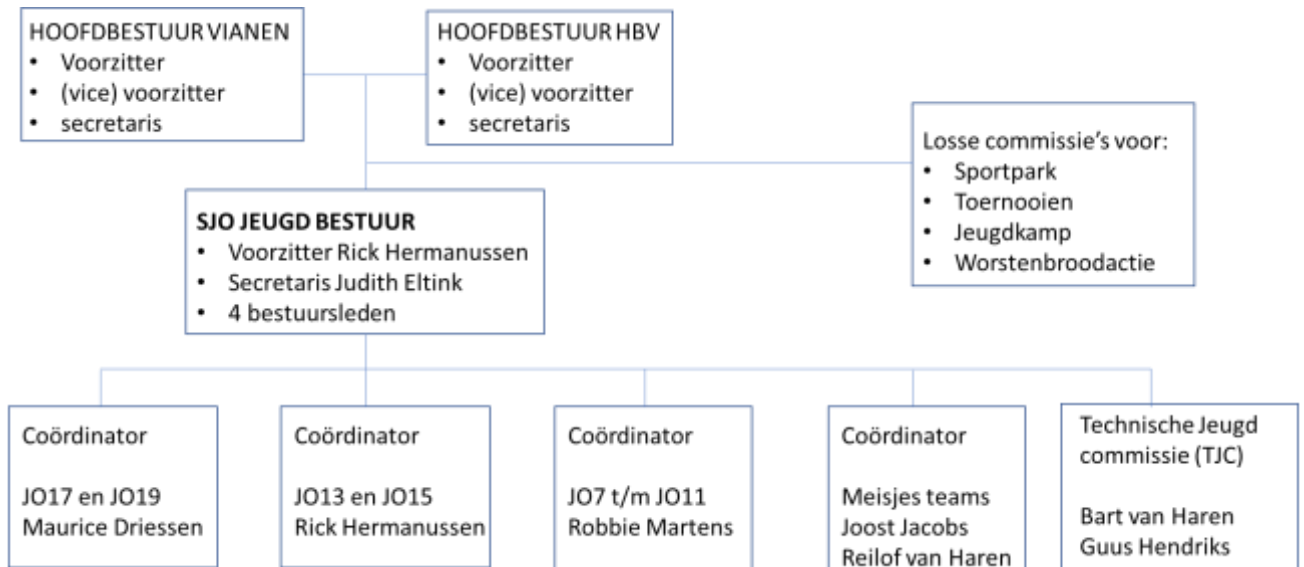 HOOFDBESTUUR VIANEN
• Voorzitter
• (vice) voorzitter
• secretaris
HOOFDBESTUUR HBV
• Voorzitter
• (vice) voorzitter
• secretaris
Losse commissie's voor:
• Sportpark
• Toernooien
• Jeugdkamp
• Worstenbroodactie
SJO JEUGD BESTUUR
• Voorzitter Rick Hermanussen
• Secretaris Judith Eltink
• 4 bestuursleden
Coördinator
JO17 en JO19
Maurice Driessen
Coördinator
JO13 en JO15
Rick Hermanussen
Coördinator
JO7 t/m JO11
Robbie Martens
Coördinator
Meisjes teams
Joost Jacobs
Reilof van Haren
Technische Jeugd
commissie (TJC)
Bart van Haren
Guus Hendriks